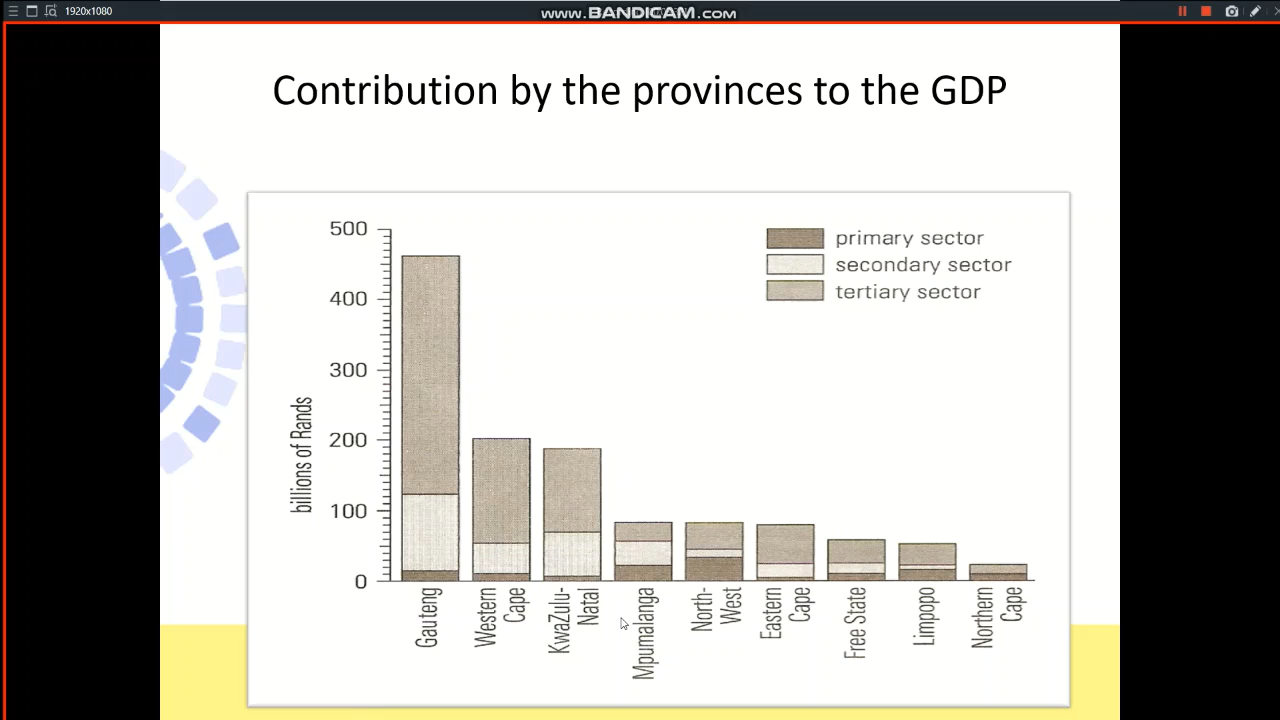 1920x1080
www.BANDICAM.com
Contribution by the provinces to the GDP
500
400
300
200
100
0
billions of Rands
primary sector
secondary sector
tertiary sector
Gauteng
Western
Cape
KwaZulu-
Natal
Mpumalanga
North-
West
Eastern
Cape
Free State
Limpopo
Northern
Cape